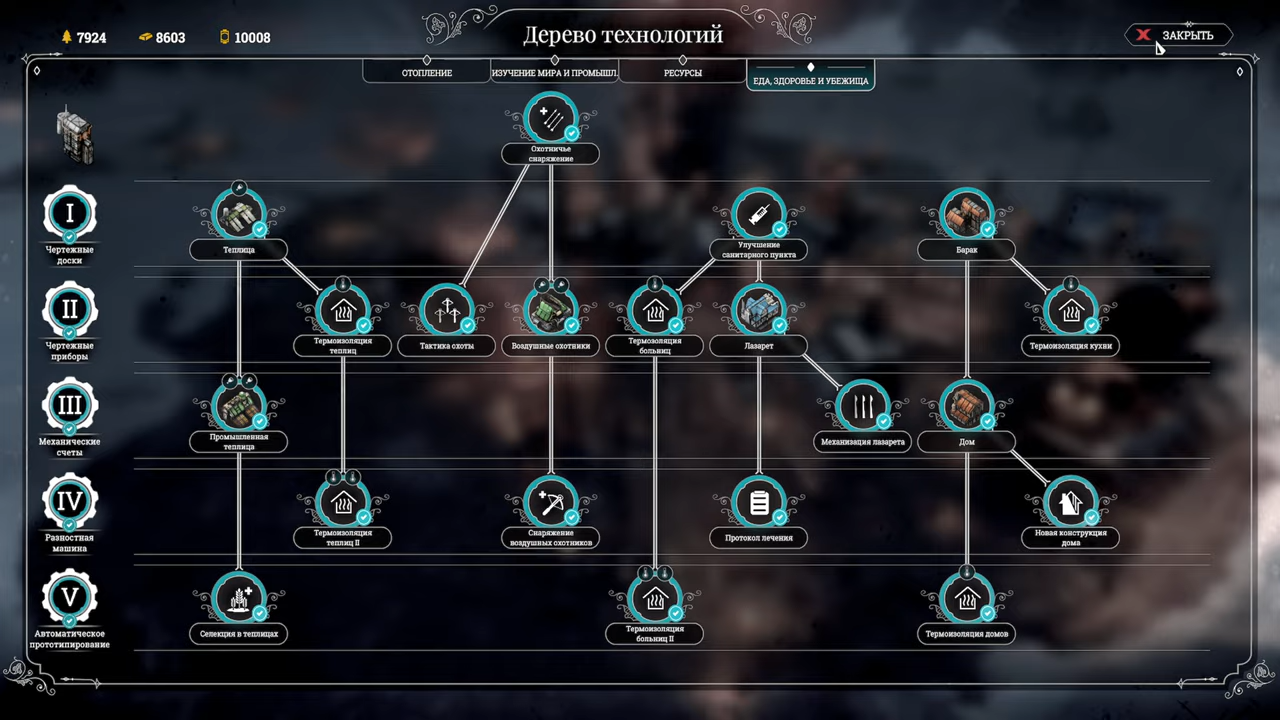 7924 8603 10008
Дерево технологий
ЗАКРЫТЬ
ОТОПЛЕНИЕ
ИЗУЧЕНИЕ МИРА И ПРОМЫШЛ.
РЕСУРСЫ
ЕДА, ЗДОРОВЬЕ И УБЕЖИЩА
Охотничье
снаряжение
I
Чертежные
доски
Теплица
Улучшение
санитарного пункта
Барак
II
Чертежные
приборы
Термоизоляция
теплиц
Тактика охоты
Воздушные охотники
Термозоляция
больниц
Лазарет
Термоизоляция кухни
III
Механические
счеты
Промышленная
теплица
Механизация лазарета
Дом
IV
Разностная
машина
Термоизоляция
теплиц II
Снаряжение
воздушных охотников
Протокол лечения
Новая конструкция
дома
V
Автоматическое
прототипирование
Селекция в теплицах
Термоизоляция
больниц II
Термоизоляция домов